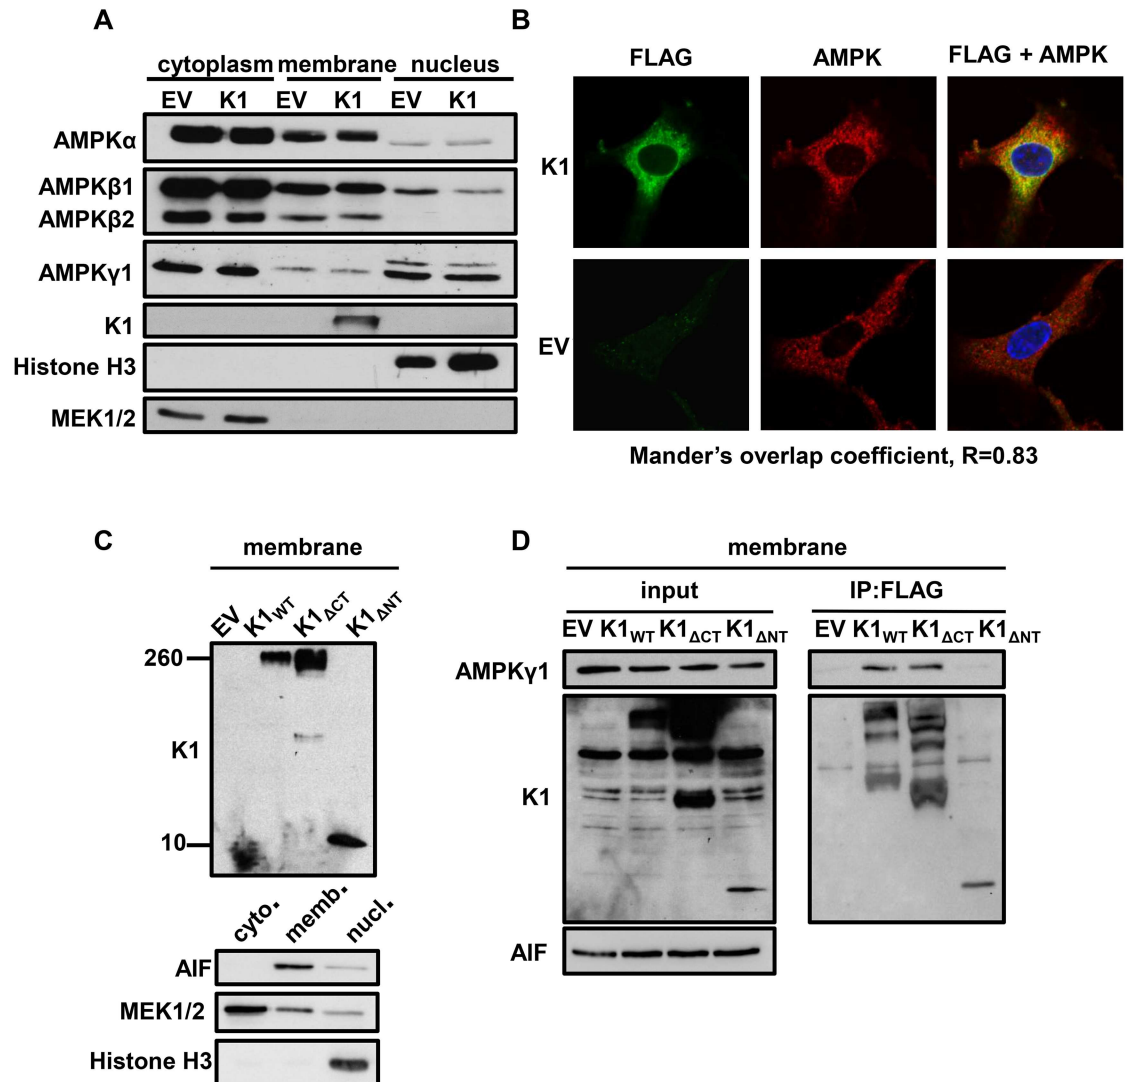 A
cytoplasm membrane nucleus
EV K1 EV K1 EV K1
AMPKα
AMPKβ1
AMPKβ2
AMPKγ1
K1
Histone H3
MEK1/2
B
FLAG AMPK FLAG + AMPK
K1
EV
Mander's overlap coefficient, R=0.83
C
membrane
EV K1WT K1ΔCT K1ΔNT
260
K1
10
cyto. memb. nucl.
AIF
MEK1/2
Histone H3
D
membrane
input IP:FLAG
EV K1WT K1ΔCT K1ΔNT EV K1WT K1ΔCT K1ΔNT
AMPKγ1
K1
AIF